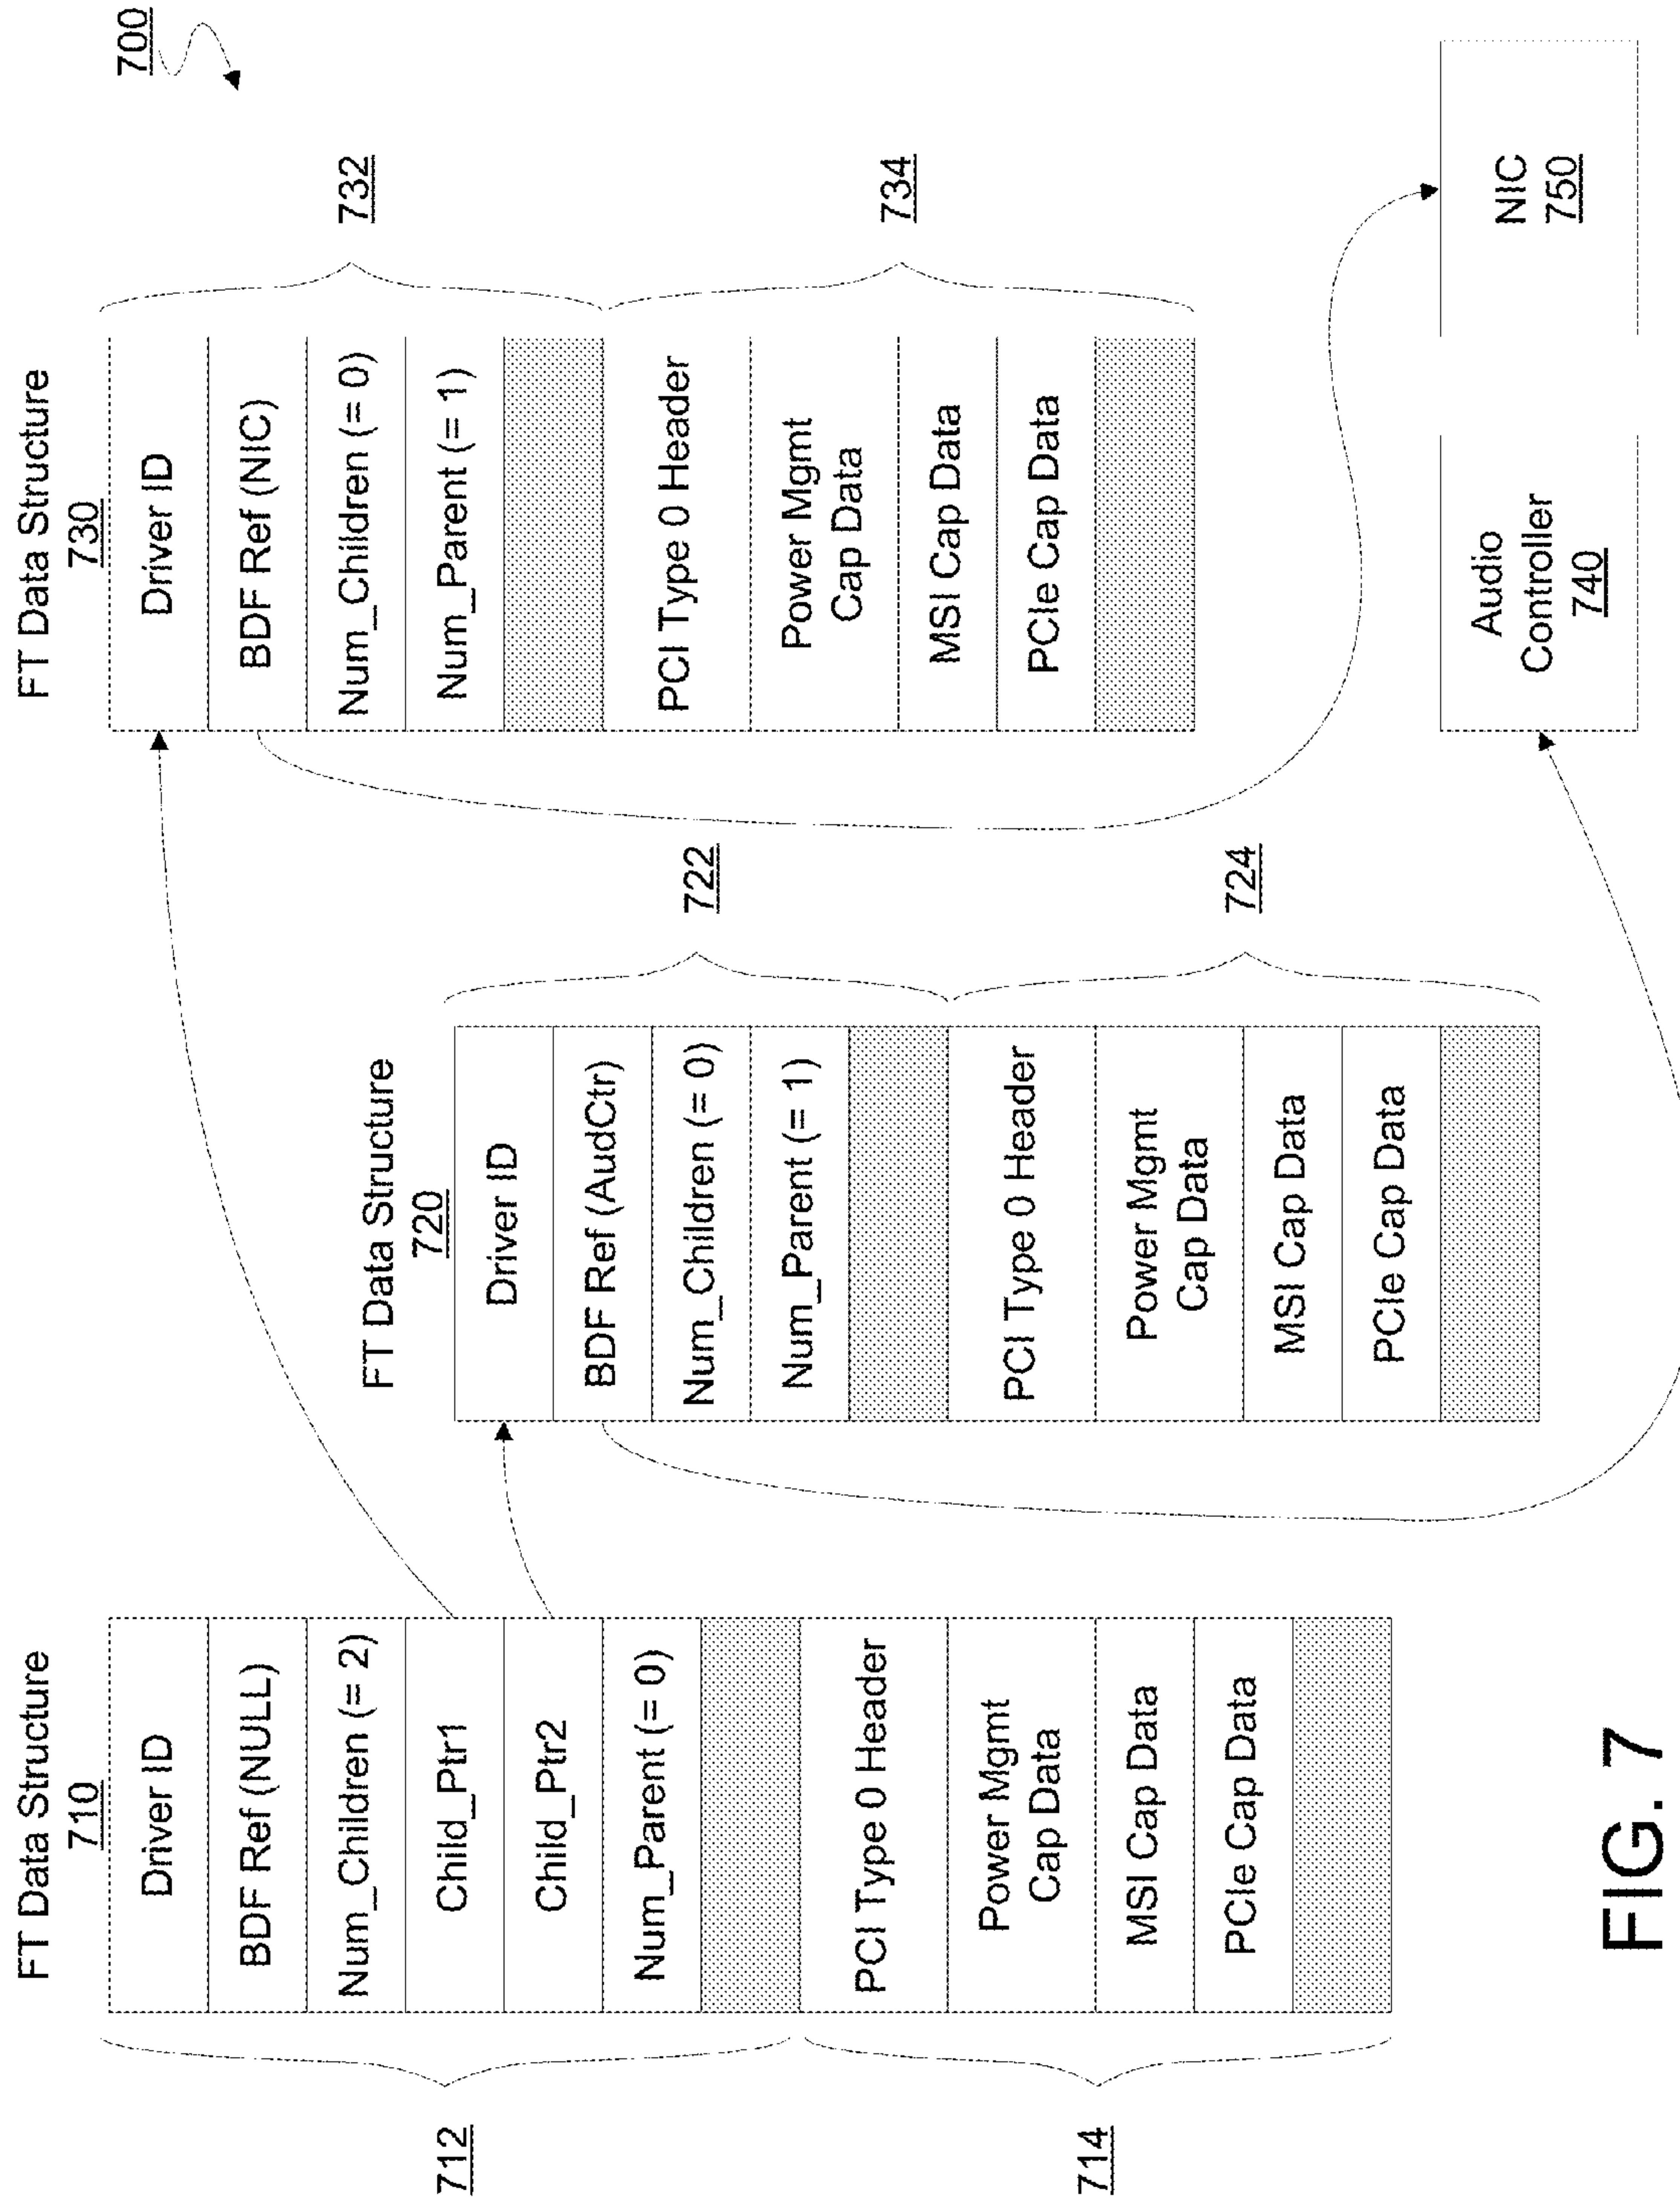 700
FT Data Structure
710
Driver ID
BDF Ref (NULL)
Num_Children (= 2)
Child_Ptr1
Child_Ptr2
Num_Parent (= 0)
PCI Type 0 Header
Power Mgmt
Cap Data
MSI Cap Data
PCIe Cap Data
712
714
FT Data Structure
720
Driver ID
BDF Ref (AudCtr)
Num_Children (= 0)
Num_Parent (= 1)
PCI Type 0 Header
Power Mgmt
Cap Data
MSI Cap Data
PCIe Cap Data
722
724
FT Data Structure
730
Driver ID
BDF Ref (NIC)
Num_Children (= 0)
Num_Parent (= 1)
PCI Type 0 Header
Power Mgmt
Cap Data
MSI Cap Data
PCIe Cap Data
732
734
Audio
Controller
740
NIC
750
FIG. 7